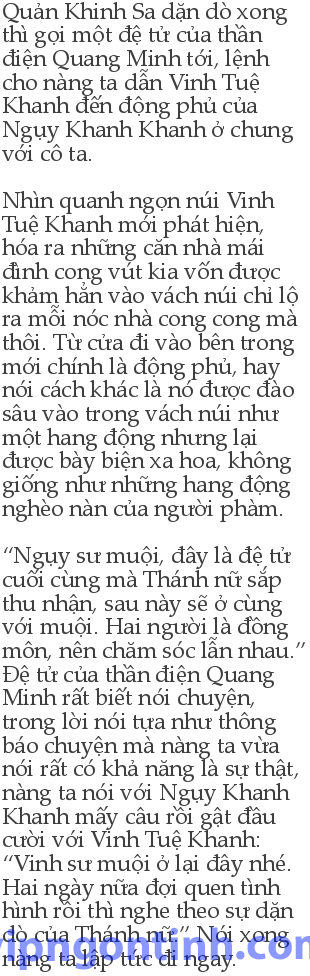 Quản Khinh Sa dặn dò xong
thì gọi một đệ tử của thần
điện Quang Minh tới, lệnh
cho nàng ta dẫn Vinh Tuệ
Khanh đến động phủ của
Ngụy Khanh Khanh ở chung
với cô ta.
Nhìn quanh ngọn núi Vinh
Tuệ Khanh mới phát hiện,
hóa ra những căn nhà mái
đình cong vút kia vốn được
khảm hẳn vào vách núi chỉ lộ
ra mỗi nóc nhà cong cong mà
thôi. Từ cửa đi vào bên trong
mới chính là động phủ, hay
nói cách khác là nó được đào
sâu vào trong vách núi như
một hang động nhưng lại
được bày biện xa hoa, không
giống như những hang động
nghèo nàn của người phàm.
“Ngụy sư muội, đây là đệ tử
cuối cùng mà Thánh nữ sắp
thu nhận, sau này sẽ ở cùng
với muội. Hai người là đồng
môn, nên chăm sóc lẫn nhau.”
Đệ tử của thần điện Quang
Minh rất biết nói chuyện,
trong lời nói tựa như thông
báo chuyện mà nàng ta vừa
nói rất có khả năng là sự thật,
nàng ta nói với Ngụy Khanh
Khanh mấy câu rồi gật đầu
cười với Vinh Tuệ Khanh:
“Vinh sư muội ở lại đây nhé.
Hai ngày nữa đợi quen tình
hình rồi thì nghe theo sự dặn
dò của Thánh nữ.” Nói xong
nàng ta lập tức đi ngay.
vipngontinh.com